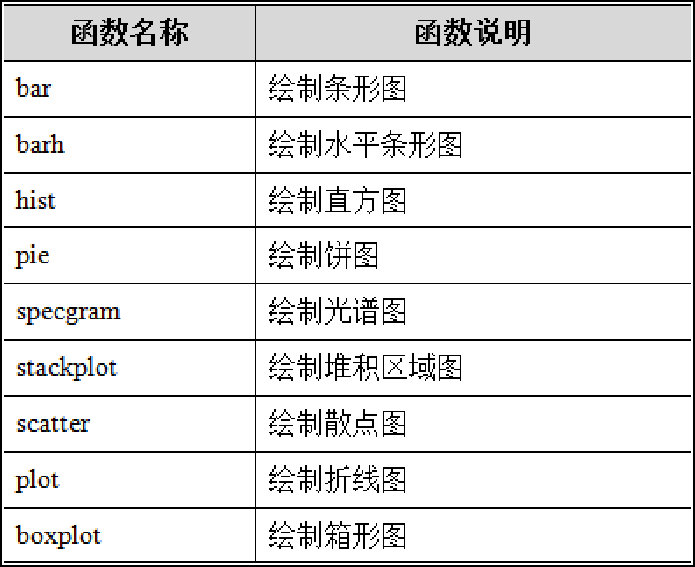 函数名称 函数说明
bar 绘制条形图
barh 绘制水平条形图
hist 绘制直方图
pie 绘制饼图
specgram 绘制光谱图
stackplot 绘制堆积区域图
scatter 绘制散点图
plot 绘制折线图
boxplot 绘制箱形图